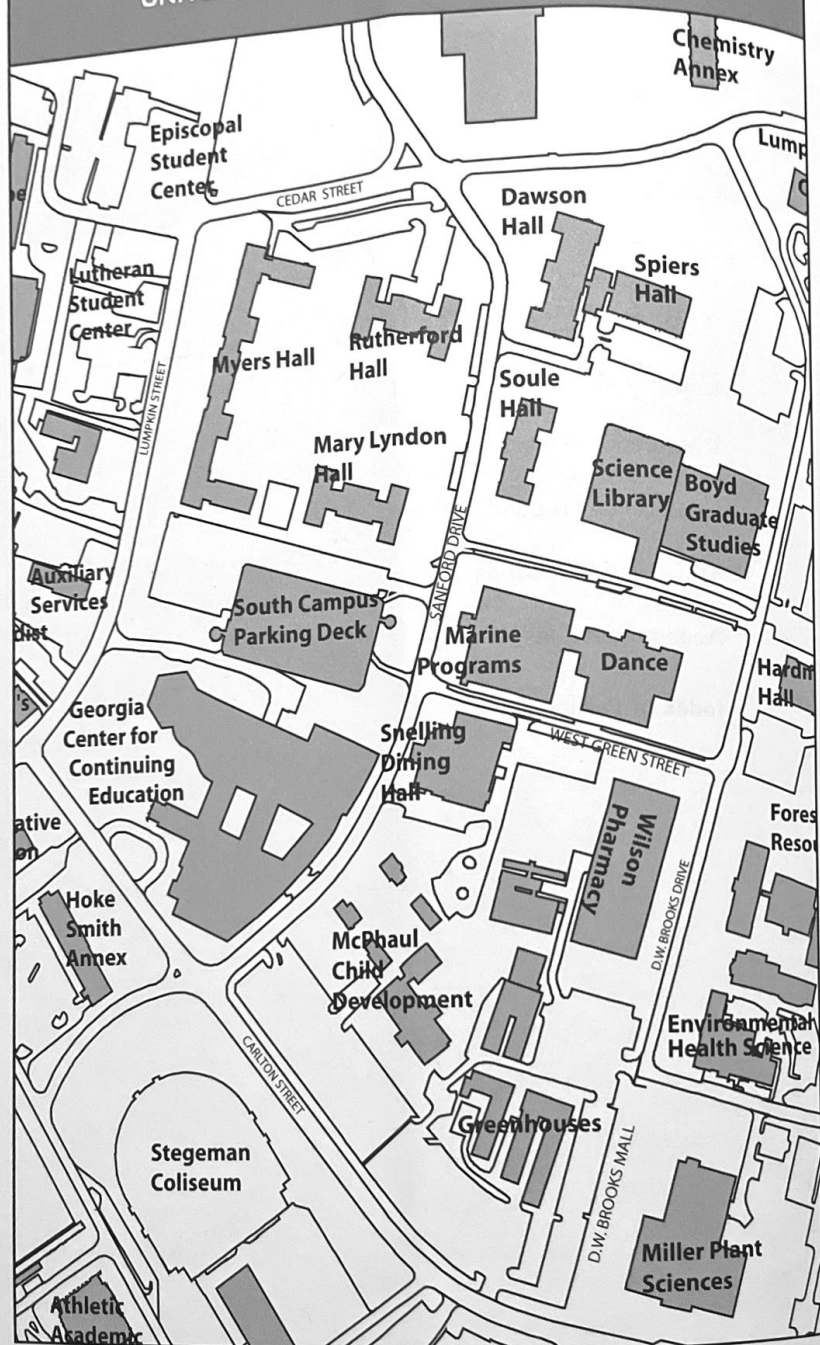 Chemistry
Annex
Episcopal
Student
Center
CEDAR STREET
Dawson
Hall
Spiers
Hall
Lutheran
Student
Center
Myers Hall
Rutherford
Hall
LUMPKIN STREET
Soule
Hall
Mary Lyndon
Hall
Science
Library
Boyd
Graduate
Studies
SANFORD DRIVE
Auxiliary
Services
South Campus
Parking Deck
Marine
Programs
Dance
Hall
Georgia
Center for
Continuing
Education
Snelling
Dining
Hall
WEST GREEN STREET
Wilson
Pharmacy
D.W. BROOKS DRIVE
Hoke
Smith
Annex
McPhaul
Child
Development
Environmental
Health Science
CARLTON STREET
Greenhouses
Stegeman
Coliseum
D.W. BROOKS MALL
Miller Plant
Sciences
Athletic
Academic